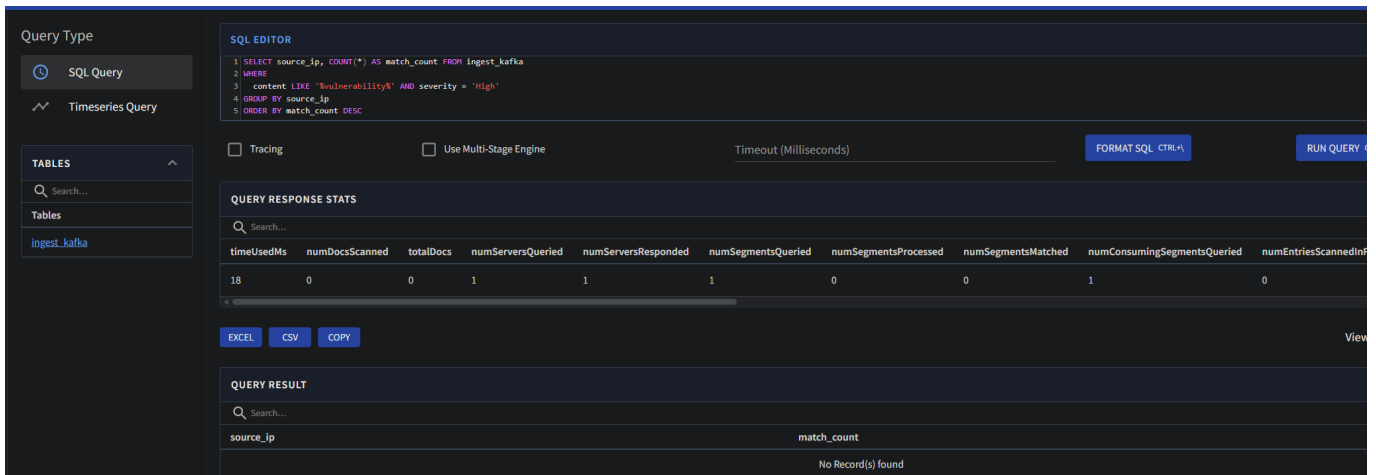 Query Type
SQL Query
Timeseries Query
TABLES
Search...
Tables
ingest_kafka
SQL EDITOR
1 SELECT source_ip, COUNT(*) AS match_count FROM ingest_kafka
2 WHERE
3 content LIKE '%vulnerability%' AND severity = 'High'
4 GROUP BY source_ip
5 ORDER BY match_count DESC
Tracing
Use Multi-Stage Engine
Timeout (Milliseconds)
FORMAT SQL CTRL+\
RUN QUERY
QUERY RESPONSE STATS
Search...
timeUsedMs numDocsScanned totalDocs numServersQueried numServersResponded numSegmentsQueried numSegmentsProcessed numSegmentsMatched numConsumingSegmentsQueried numEntriesScannedInF
18 0 0 1 1 1 0 0 1 0
EXCEL CSV COPY
View
QUERY RESULT
Search...
source_ip match_count
No Record(s) found